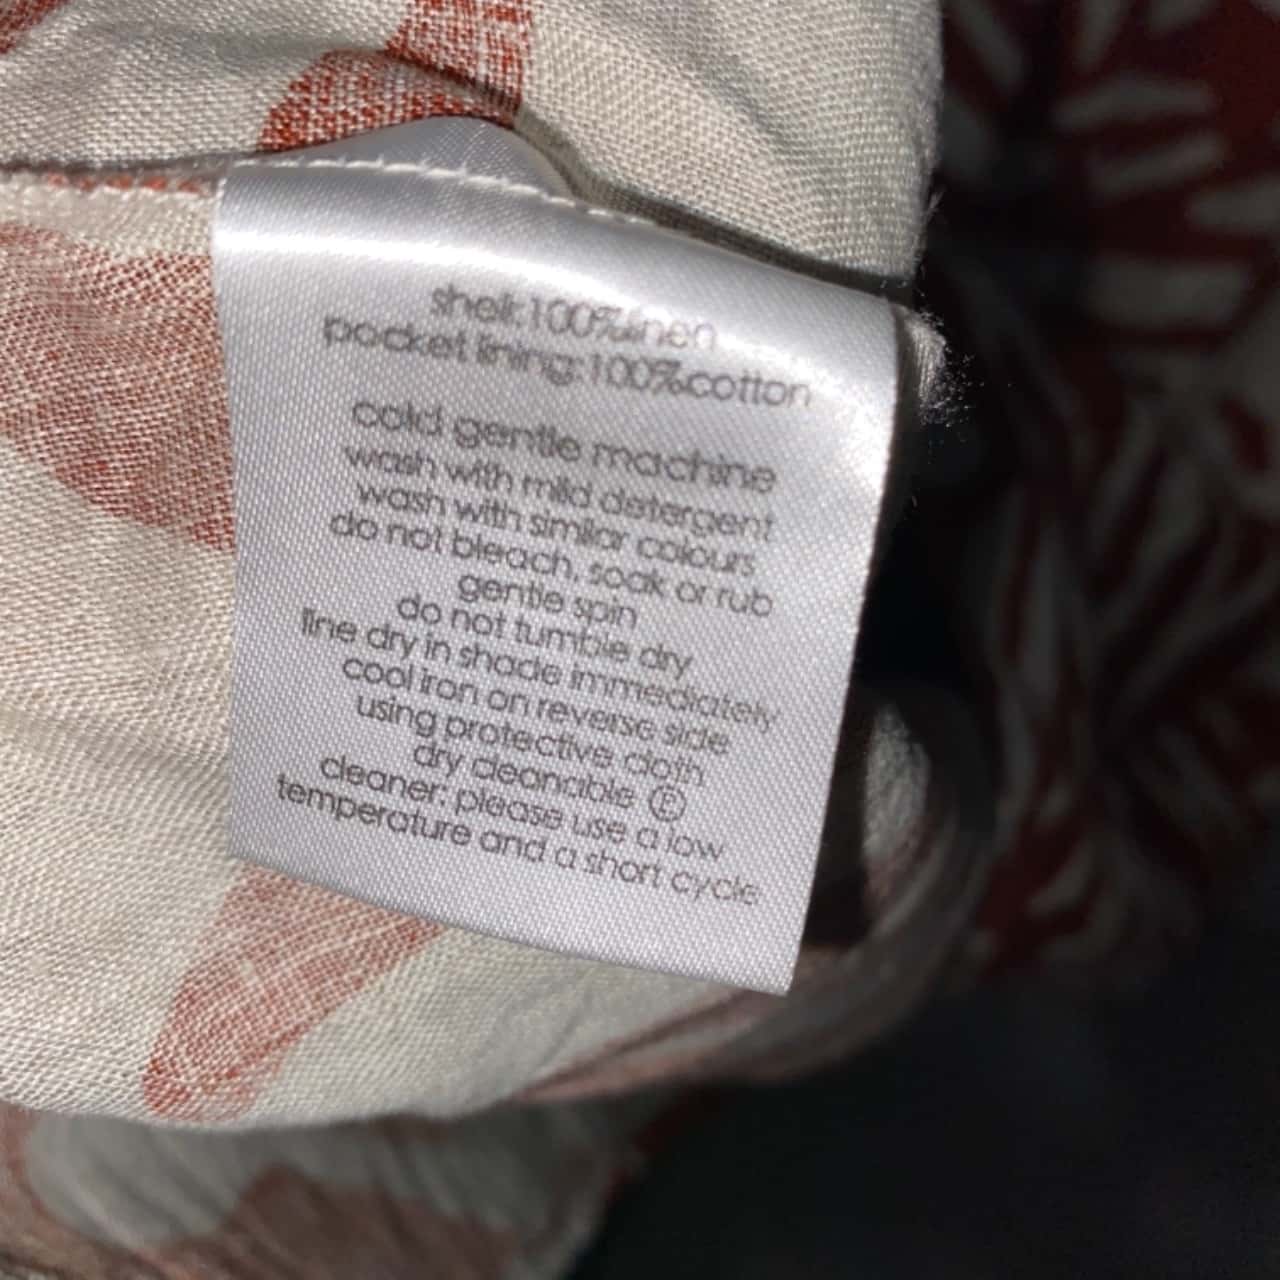 shell:100%linen
pocket lining:100%cotton
cold gentle machine
wash with mild detergent
wash with similar colours
do not bleach, soak or rub
gentle spin
do not tumble dry
line dry in shade immediately
cool iron on reverse side
using protective cloth
dry cleanable Ⓟ
cleaner: please use a low
temperature and a short cycle